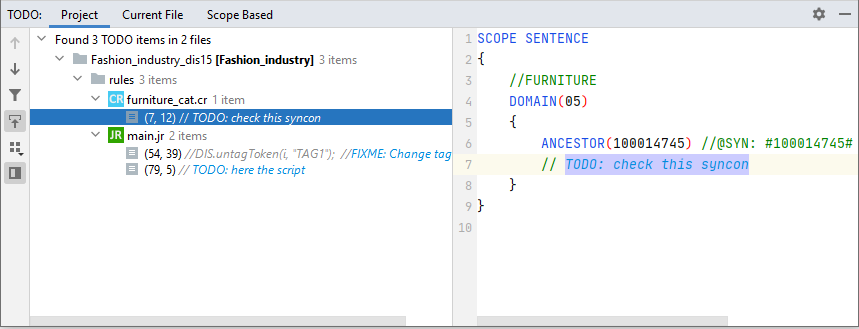 TODO: Project Current File Scope Based
Found 3 TODO items in 2 files
Fashion_industry_dis15 [Fashion_industry] 3 items
rules 3 items
CR furniture_cat.cr 1 item
(7, 12) // TODO: check this syncon
JR main.jr 2 items
(54, 39) //DIS.untagToken(i, "TAG1"); //FIXME: Change tag
(79, 5) // TODO: here the script
1 SCOPE SENTENCE
2 {
3 //FURNITURE
4 DOMAIN(05)
5 {
6 ANCESTOR(100014745) //@SYN: #100014745#
7 // TODO: check this syncon
8 }
9 }
10